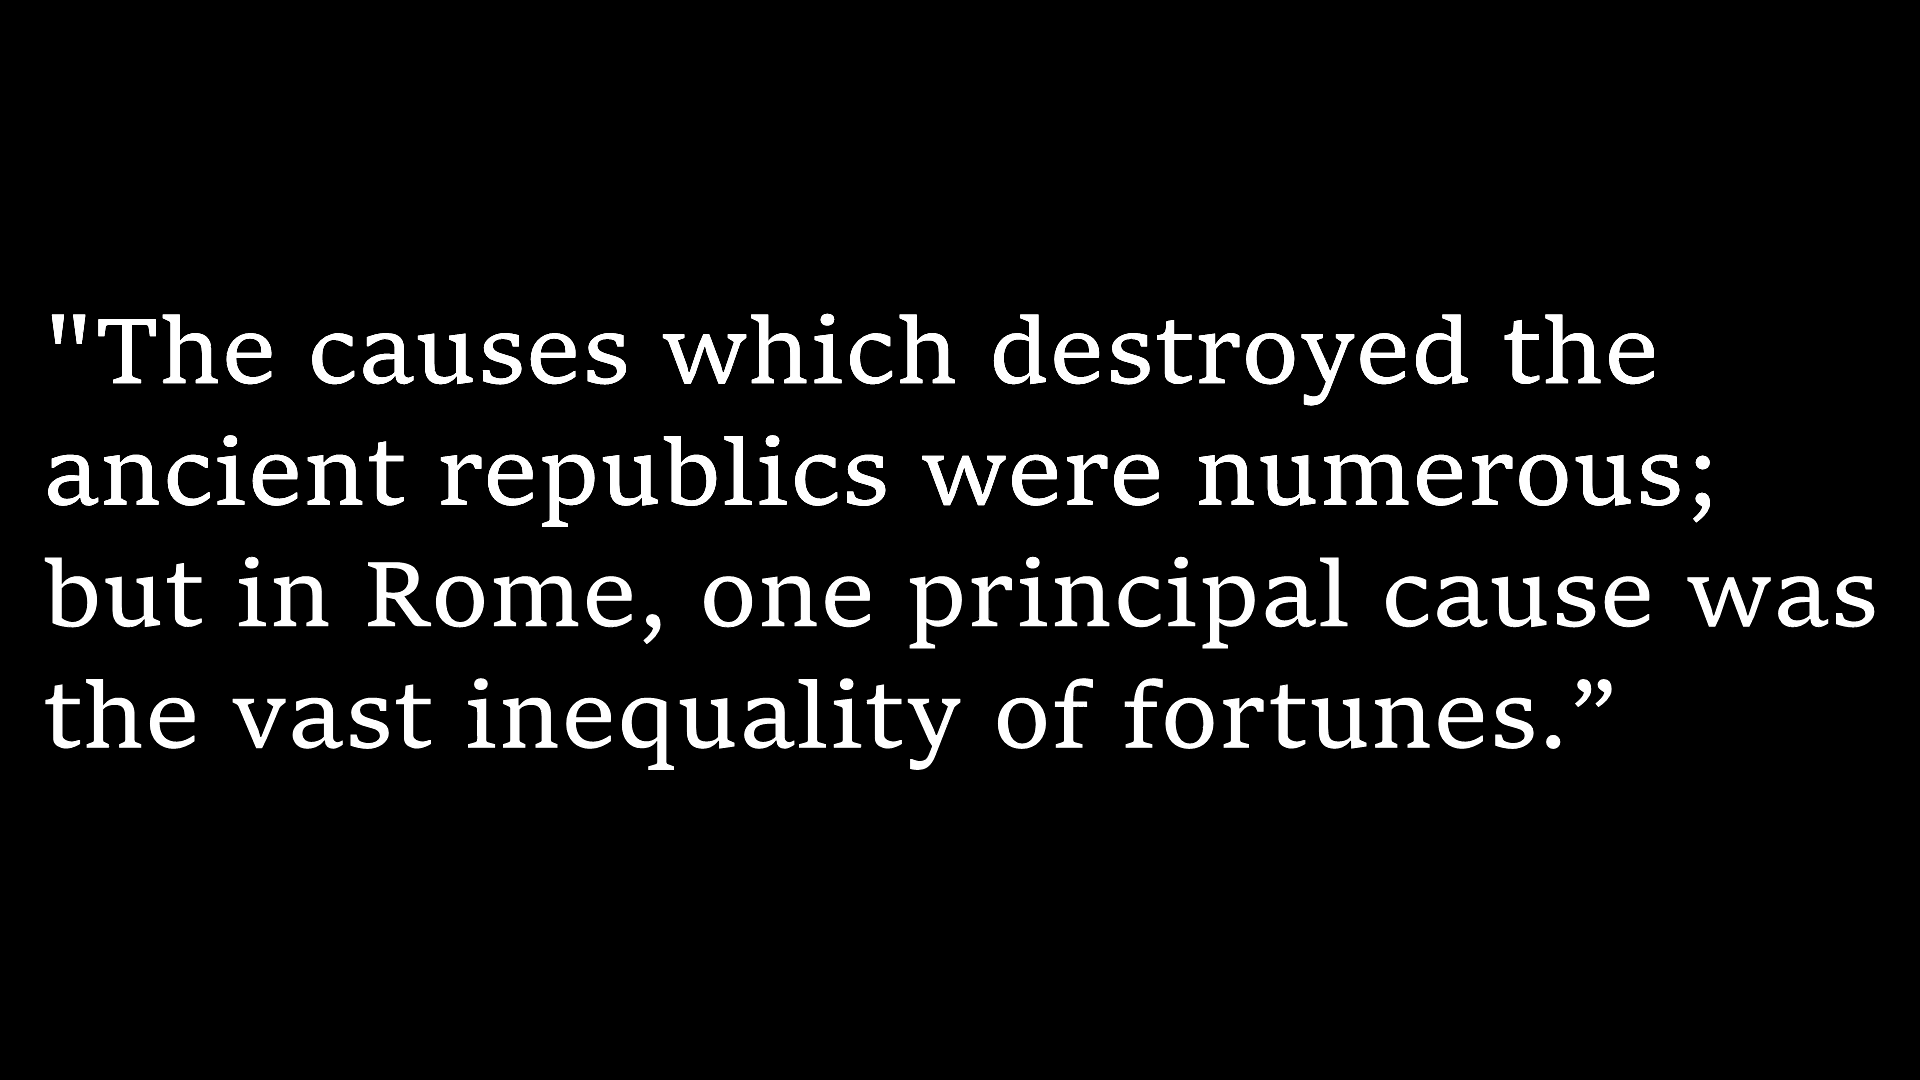 "The causes which destroyed the
ancient republics were numerous;
but in Rome, one principal cause was
the vast inequality of fortunes.”